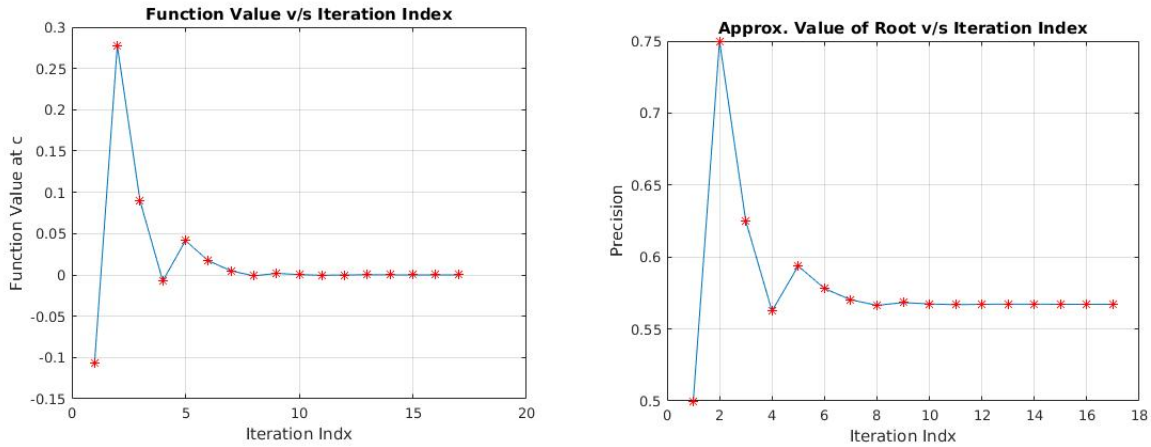 Function Value v/s Iteration Index
0.3
0.25
0.2
0.15
0.1
0.05
0
-0.05
-0.1
-0.15
Function Value at c
0 5 10 15 20
Iteration Indx
Approx. Value of Root v/s Iteration Index
0.75
0.7
0.65
0.6
0.55
0.5
Precision
0 2 4 6 8 10 12 14 16 18
Iteration Indx